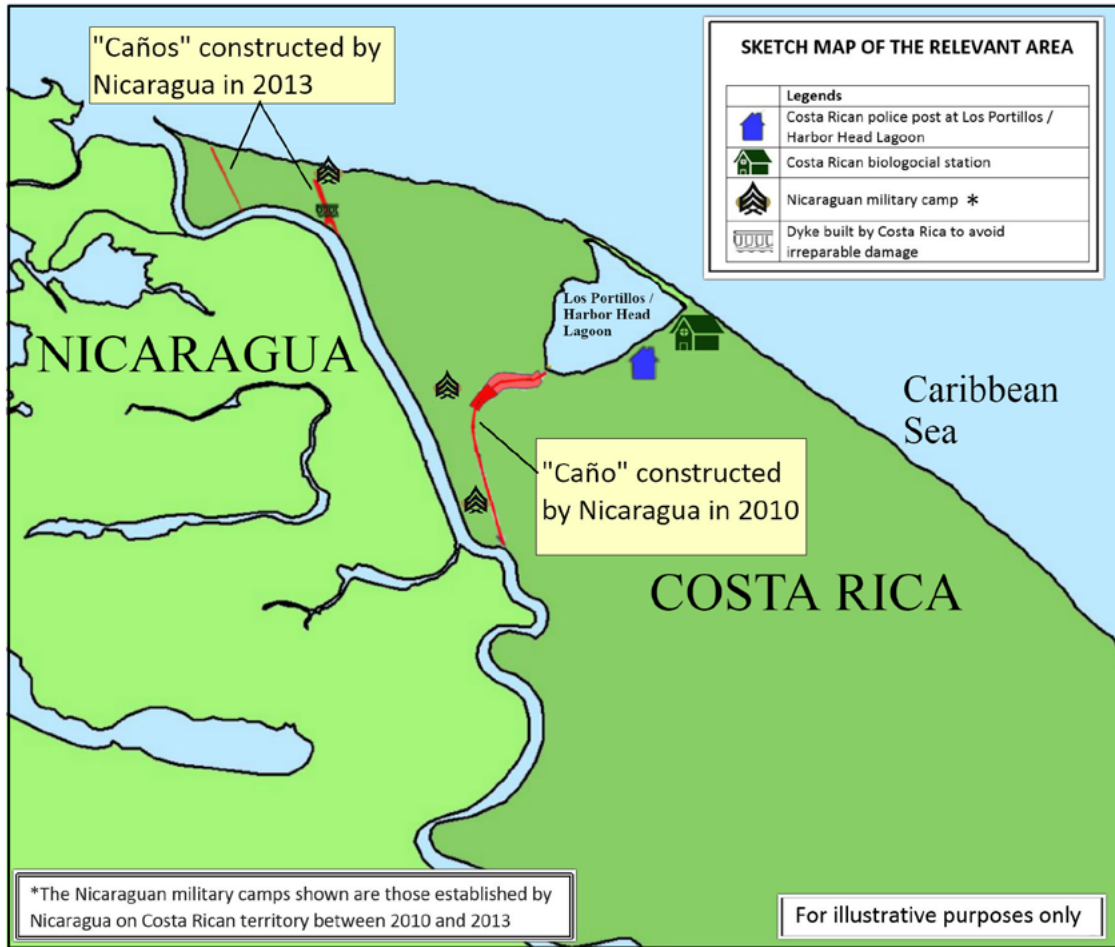 "Caños" constructed by
Nicaragua in 2013
SKETCH MAP OF THE RELEVANT AREA
Legends
Costa Rican police post at Los Portillos /
Harbor Head Lagoon
Costa Rican biologocial station
Nicaraguan military camp *
Dyke built by Costa Rica to avoid
irreparable damage
Los Portillos /
Harbor Head
Lagoon
NICARAGUA
Caribbean
Sea
"Caño" constructed
by Nicaragua in 2010
COSTA RICA
*The Nicaraguan military camps shown are those established by
Nicaragua on Costa Rican territory between 2010 and 2013
For illustrative purposes only